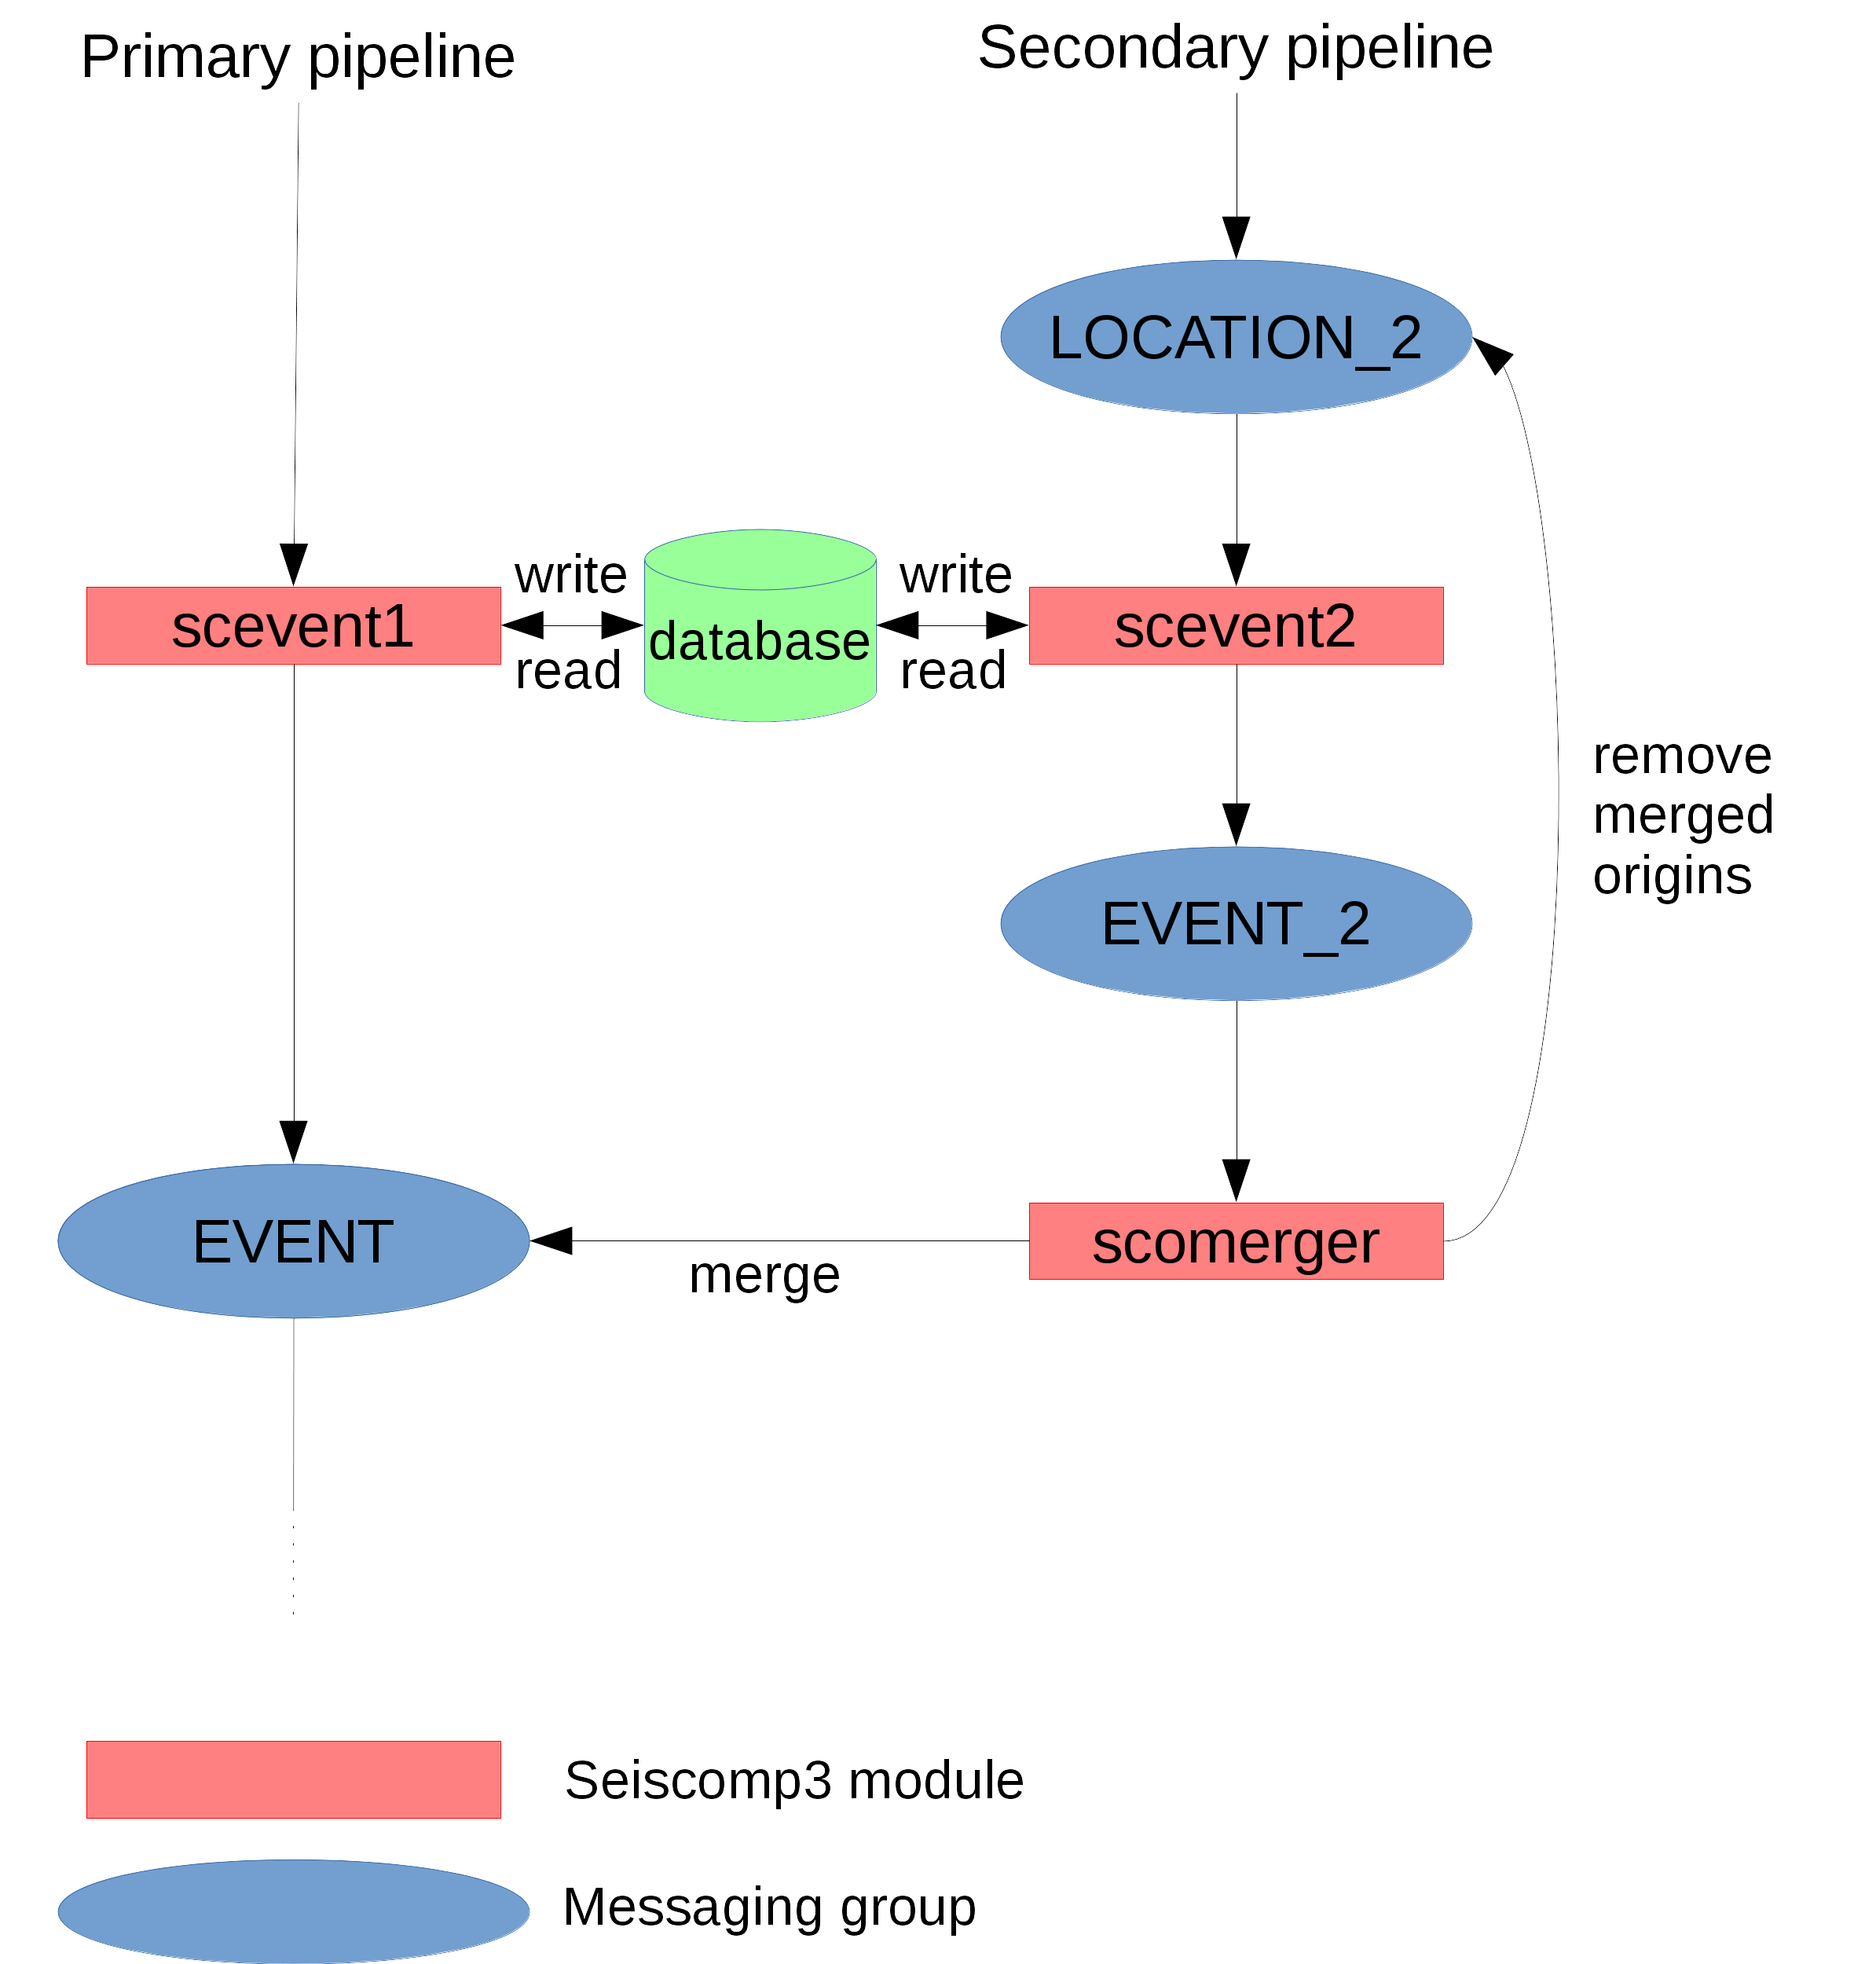 Primary pipeline
Secondary pipeline
LOCATION_2
write
write
scevent1
database
scevent2
read
read
remove
merged
origins
EVENT_2
EVENT
scomerger
merge
Seiscomp3 module
Messaging group